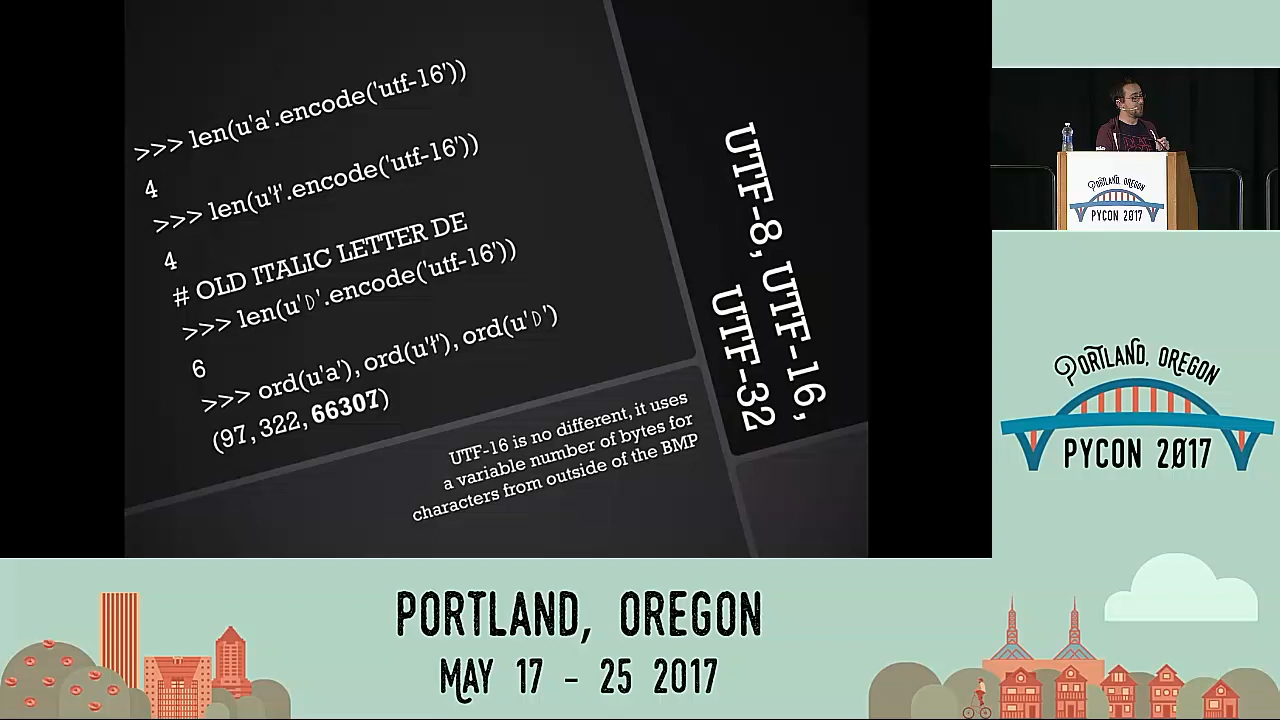 >>> len(u'a'.encode('utf-16'))
4
>>> len(u'ł'.encode('utf-16'))
4
# OLD ITALIC LETTER DE
>>> len(u'𐌃'.encode('utf-16'))
6
>>> ord(u'a'), ord(u'ł'), ord(u'𐌃')
(97, 322, 66307)
UTF-16 is no different, it uses
a variable number of bytes for
characters from outside of the BMP
UTF-8, UTF-16,
UTF-32
PORTLAND, OREGON
PYCON 2017
PORTLAND, OREGON
PYCON 2017
PORTLAND, OREGON
MAY 17 - 25 2017